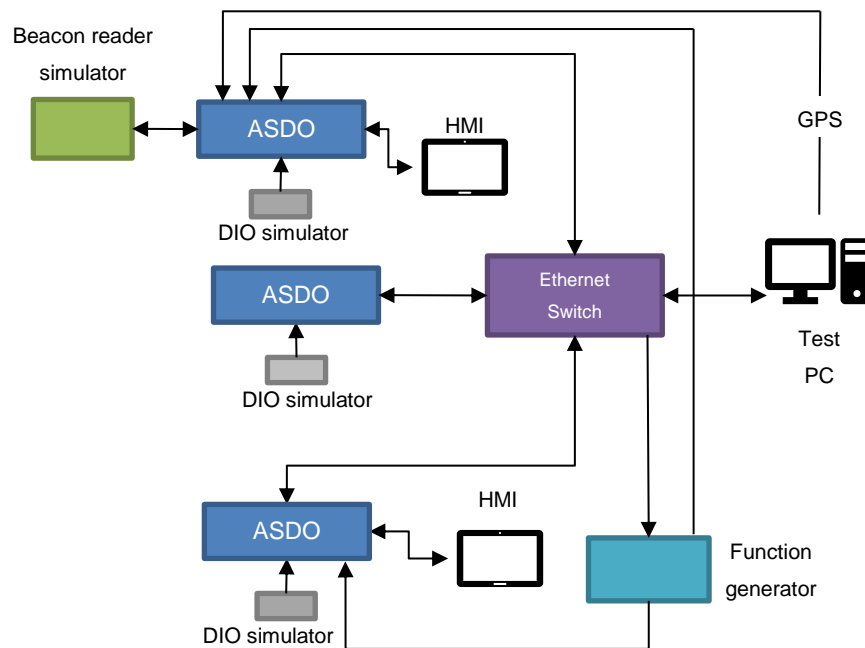 Beacon reader
simulator
ASDO
HMI
GPS
DIO simulator
ASDO
Ethernet
Switch
DIO simulator
Test
PC
ASDO
HMI
Function
generator
DIO simulator